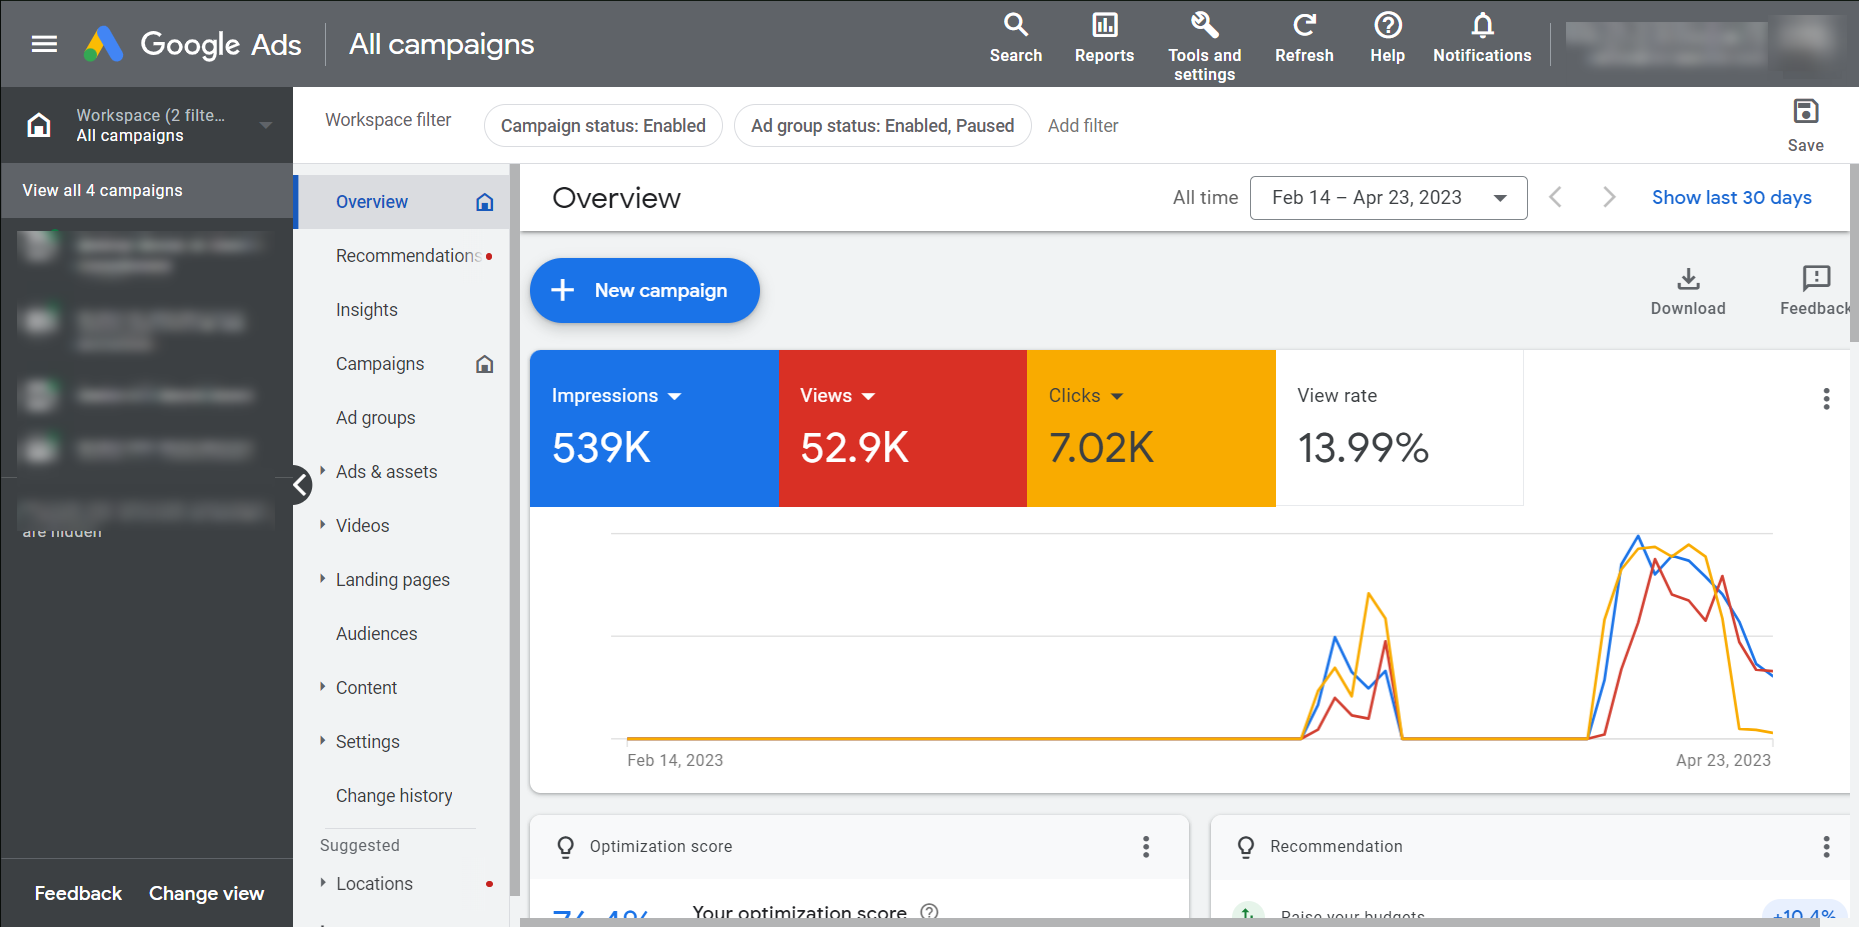 Google Ads
All campaigns
Search
Reports
Tools and
settings
Refresh
Help
Notifications
Workspace (2 filte...
All campaigns
Workspace filter
Campaign status: Enabled
Ad group status: Enabled, Paused
Add filter
Save
View all 4 campaigns
are hidden
Feedback
Change view
Overview
Recommendations
Insights
Campaigns
Ad groups
Ads & assets
Videos
Landing pages
Audiences
Content
Settings
Change history
Suggested
Locations
Overview
All time
Feb 14 – Apr 23, 2023
Show last 30 days
New campaign
Download
Feedback
Impressions
539K
Views
52.9K
Clicks
7.02K
View rate
13.99%
Feb 14, 2023
Apr 23, 2023
Optimization score
Your optimization score
Recommendation
Raise your budgets
+10.4%